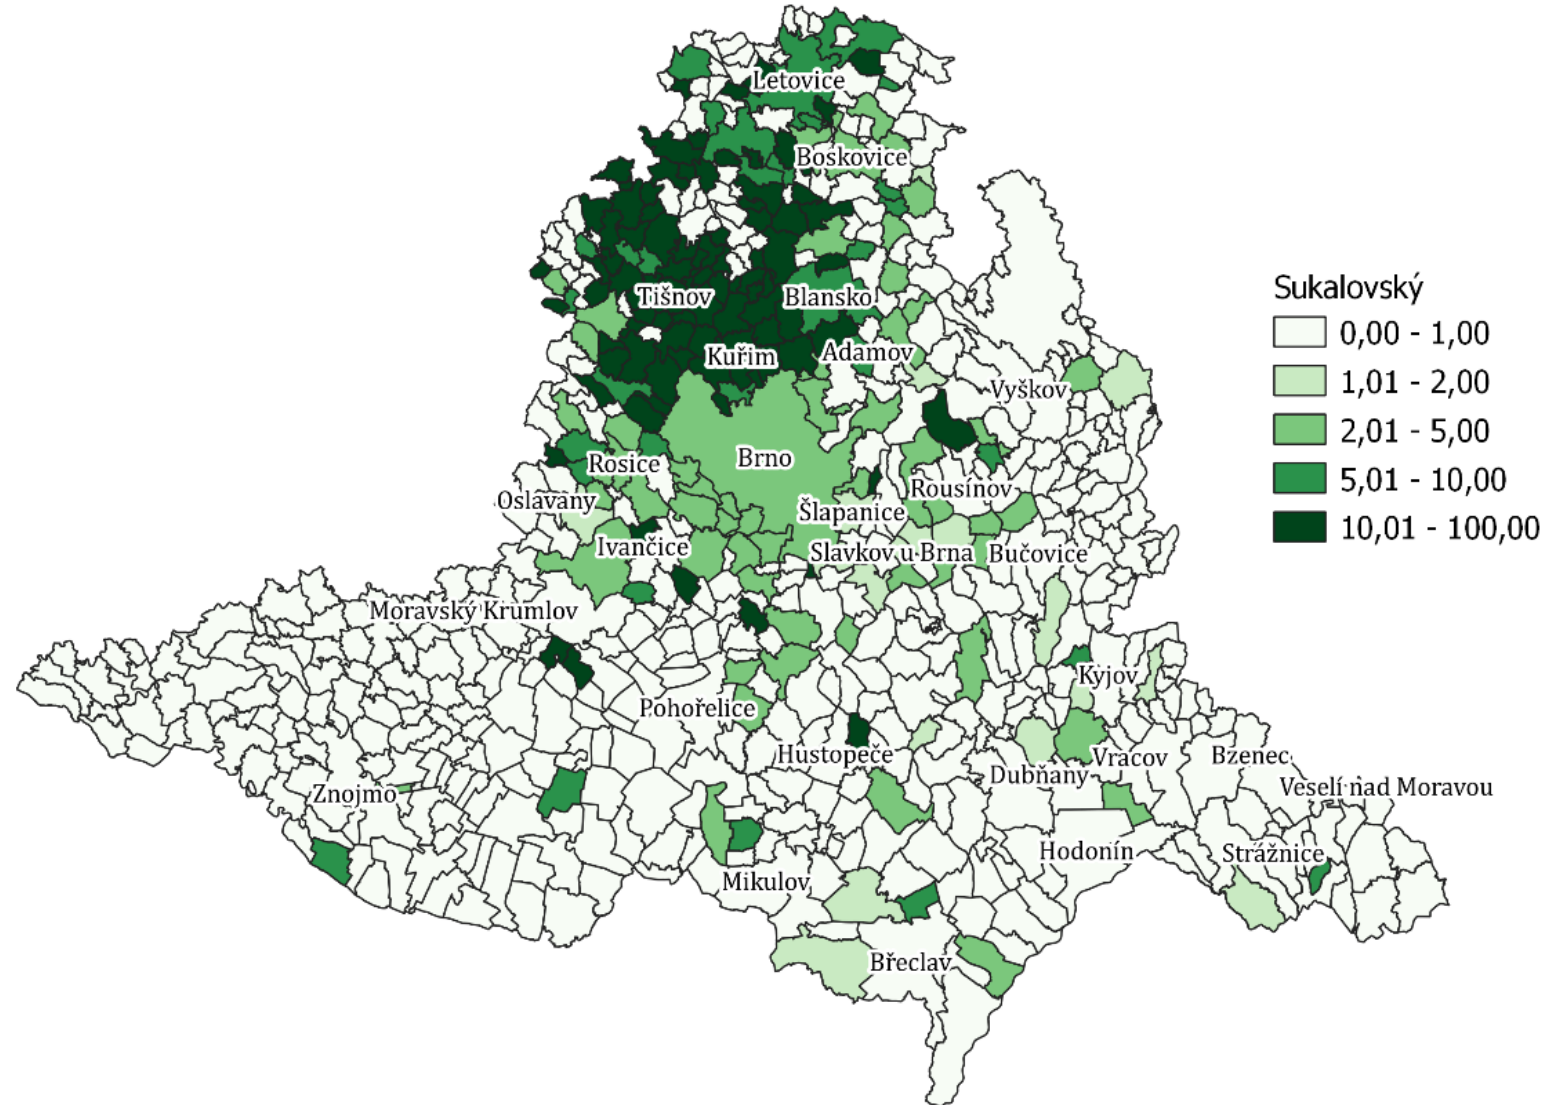 Letovice
Boskovice
Sukalovský
0,00 - 1,00
1,01 - 2,00
2,01 - 5,00
5,01 - 10,00
10,01 - 100,00
Tišnov
Blansko
Kuřim
Adamov
Vyškov
Brno
Rosice
Rousínov
Oslavany
Šlapanice
Ivančice
Slavkov u Brna
Bučovice
Moravský Krumlov
Kyjov
Pohořelice
Hustopeče
Vracov
Bzenec
Dubňany
Veselí nad Moravou
Znojmo
Hodonín
Strážnice
Mikulov
Břeclav